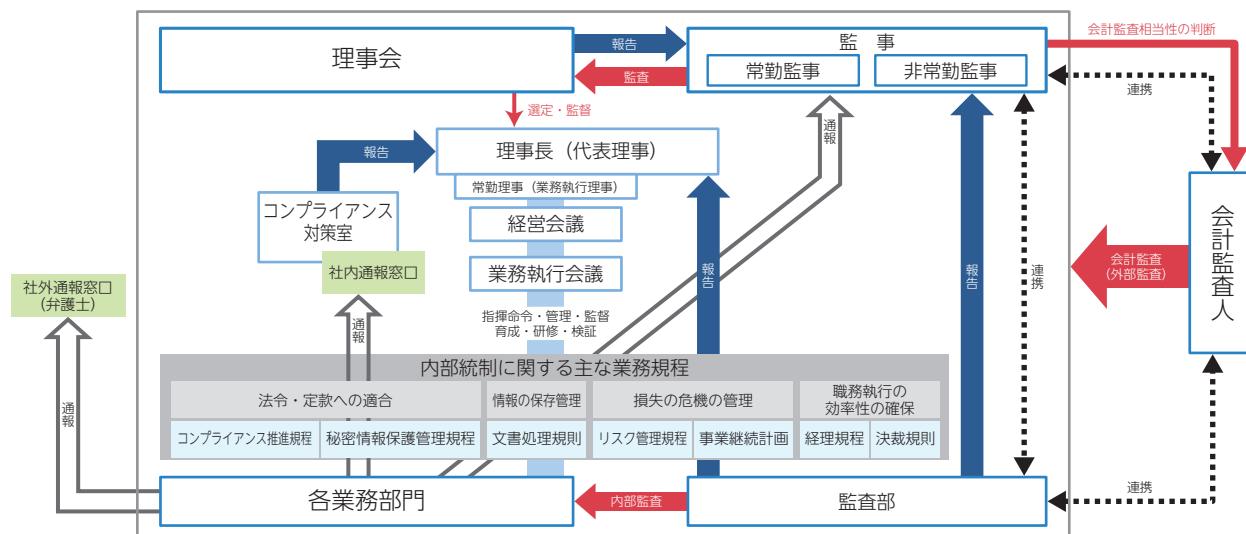 理事会
報告
監査
監　事
常勤監事
非常勤監事
会計監査相当性の判断
連携
選定・監督
通報
報告
理事長（代表理事）
常勤理事（業務執行理事）
コンプライアンス
対策室
経営会議
社内通報窓口
業務執行会議
会計監査人
会計監査
（外部監査）
社外通報窓口
（弁護士）
報告
報告
連携
通報
指揮命令・管理・監督
育成・研修・検証
内部統制に関する主な業務規程
法令・定款への適合
情報の保存管理
損失の危機の管理
職務執行の
効率性の確保
通報
コンプライアンス推進規程
秘密情報保護管理規程
文書処理規則
リスク管理規程
事業継続計画
経理規程
決裁規則
各業務部門
内部監査
監査部
連携